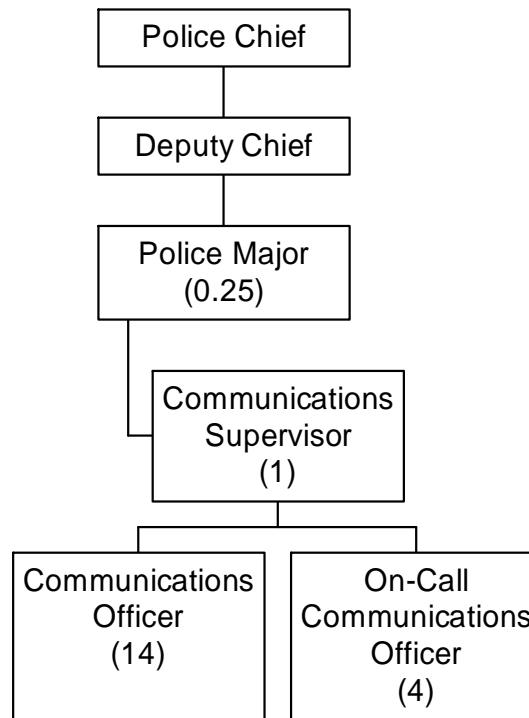 Police Chief
Deputy Chief
Police Major
(0.25)
Communications
Supervisor
(1)
Communications
Officer
(14)
On-Call
Communications
Officer
(4)